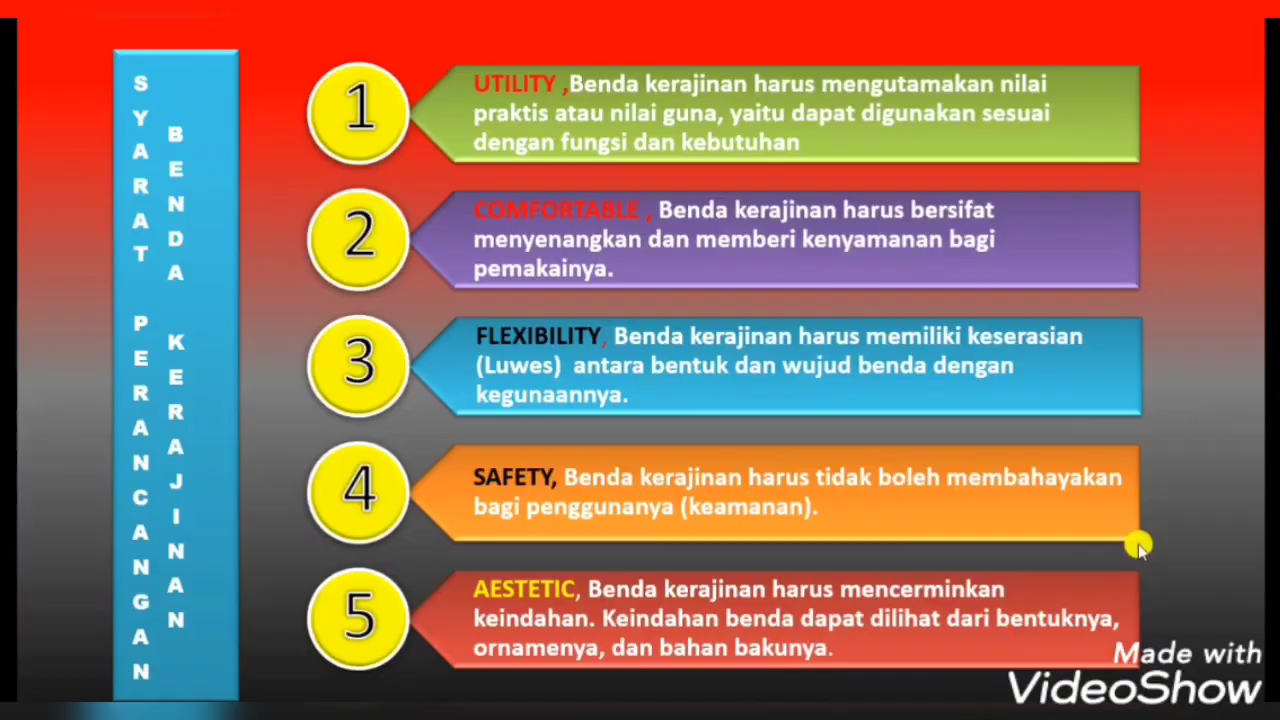 SYARAT PERANCANGAN
BENDA KERAJINAN
1
UTILITY ,Benda kerajinan harus mengutamakan nilai
praktis atau nilai guna, yaitu dapat digunakan sesuai
dengan fungsi dan kebutuhan
2
COMFORTABLE , Benda kerajinan harus bersifat
menyenangkan dan memberi kenyamanan bagi
pemakainya.
3
FLEXIBILITY, Benda kerajinan harus memiliki keserasian
(Luwes) antara bentuk dan wujud benda dengan
kegunaannya.
4
SAFETY, Benda kerajinan harus tidak boleh membahayakan
bagi penggunanya (keamanan).
5
AESTETIC, Benda kerajinan harus mencerminkan
keindahan. Keindahan benda dapat dilihat dari bentuknya,
ornamenya, dan bahan bakunya.
Made with
VideoShow